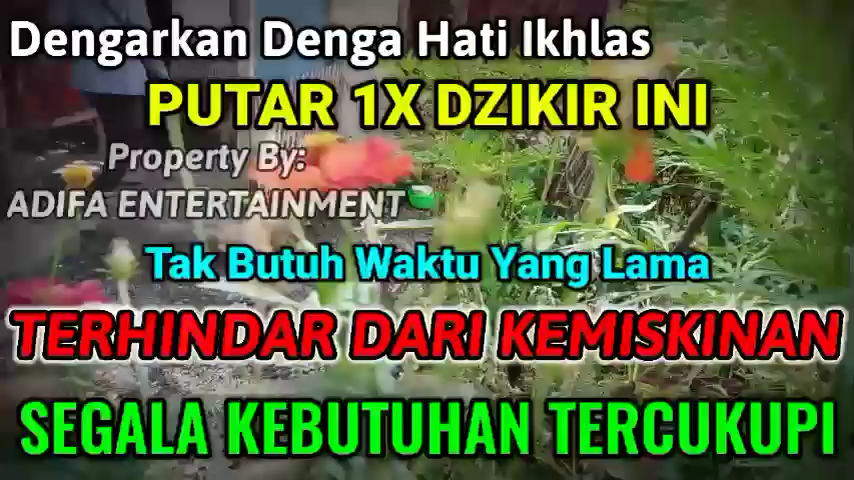 Dengarkan Denga Hati Ikhlas
PUTAR 1X DZIKIR INI
Property By:
ADIFA ENTERTAINMENT
Tak Butuh Waktu Yang Lama
TERHINDAR DARI KEMISKINAN
SEGALA KEBUTUHAN TERCUKUPI